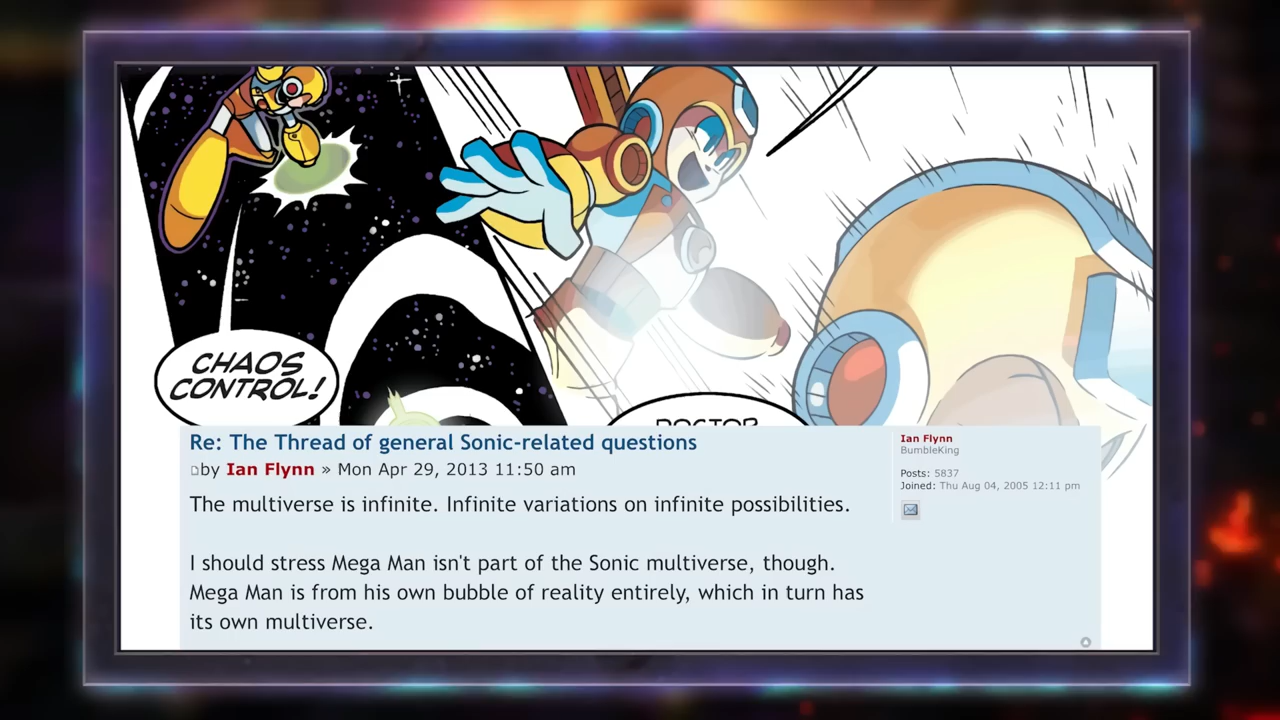 CHAOS
CONTROL!
DOCTOR
Re: The Thread of general Sonic-related questions
by Ian Flynn » Mon Apr 29, 2013 11:50 am
The multiverse is infinite. Infinite variations on infinite possibilities.
I should stress Mega Man isn't part of the Sonic multiverse, though.
Mega Man is from his own bubble of reality entirely, which in turn has
its own multiverse.
Ian Flynn
BumbleKing
Posts: 5837
Joined: Thu Aug 04, 2005 12:11 pm